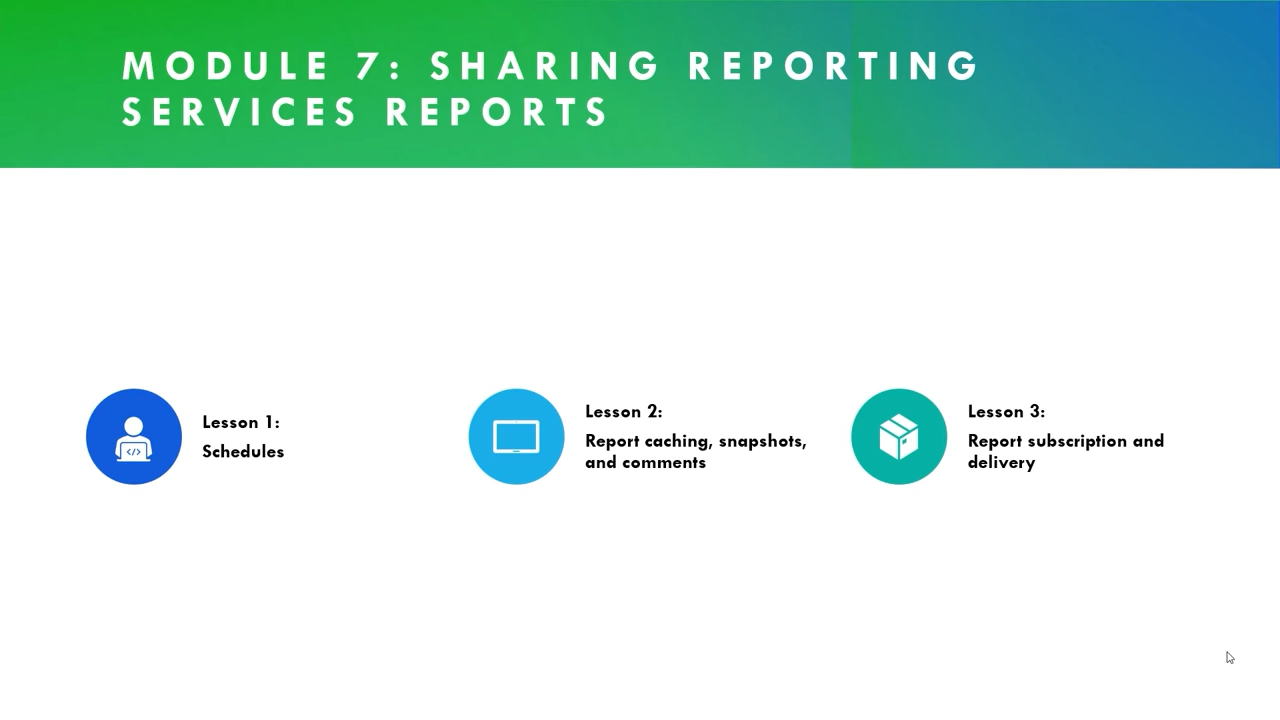 MODULE 7: SHARING REPORTING
SERVICES REPORTS
Lesson 1:
Schedules
Lesson 2:
Report caching, snapshots,
and comments
Lesson 3:
Report subscription and
delivery